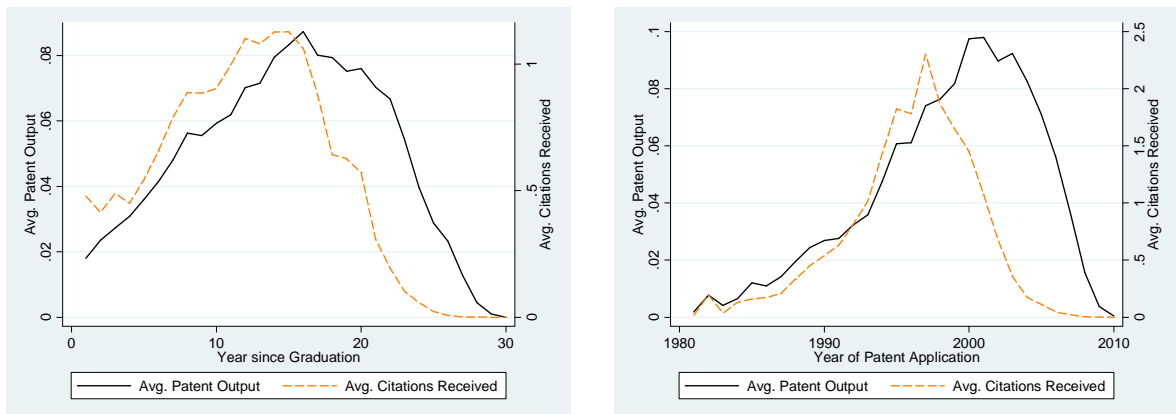 Avg. Patent Output
0 .02 .04 .06 .08
Avg. Citations Received
0 .5 1
0 10 20 30
Year since Graduation
Avg. Patent Output Avg. Citations Received
Avg. Patent Output
0 .02 .04 .06 .08 .1
Avg. Citations Received
0 .5 1 1.5 2 2.5
1980 1990 2000 2010
Year of Patent Application
Avg. Patent Output Avg. Citations Received